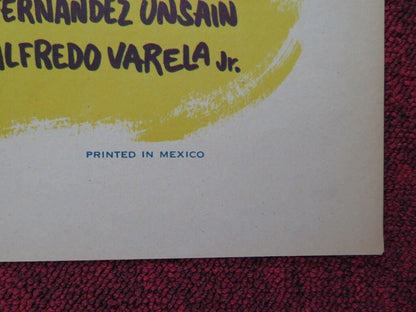 FERNANDEZ UNSAIN
ALFREDO VARELA Jr.
PRINTED IN MEXICO